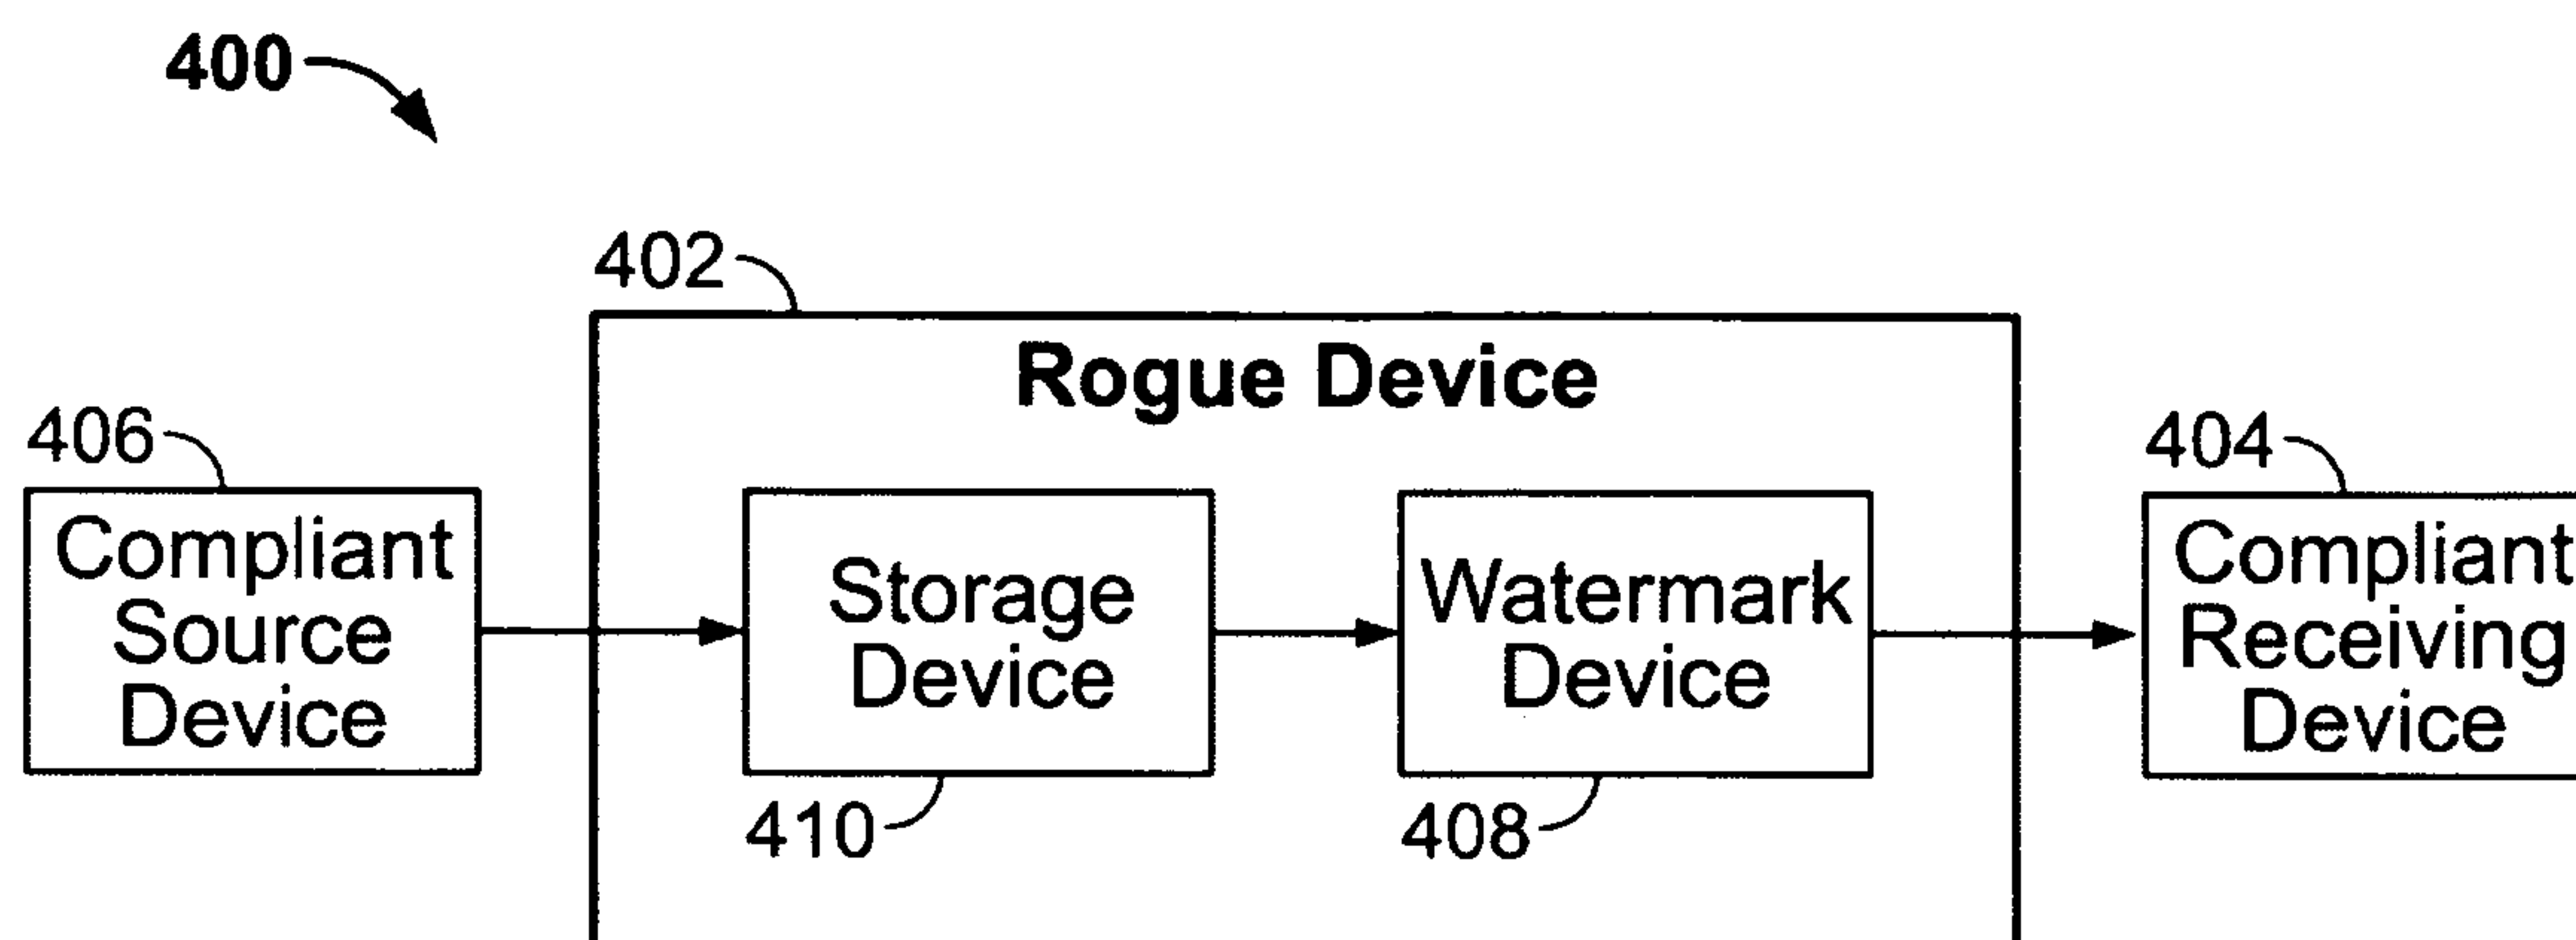 400
402
Rogue Device
406
Compliant
Source
Device
Storage
Device
410
Watermark
Device
408
404
Compliant
Receiving
Device